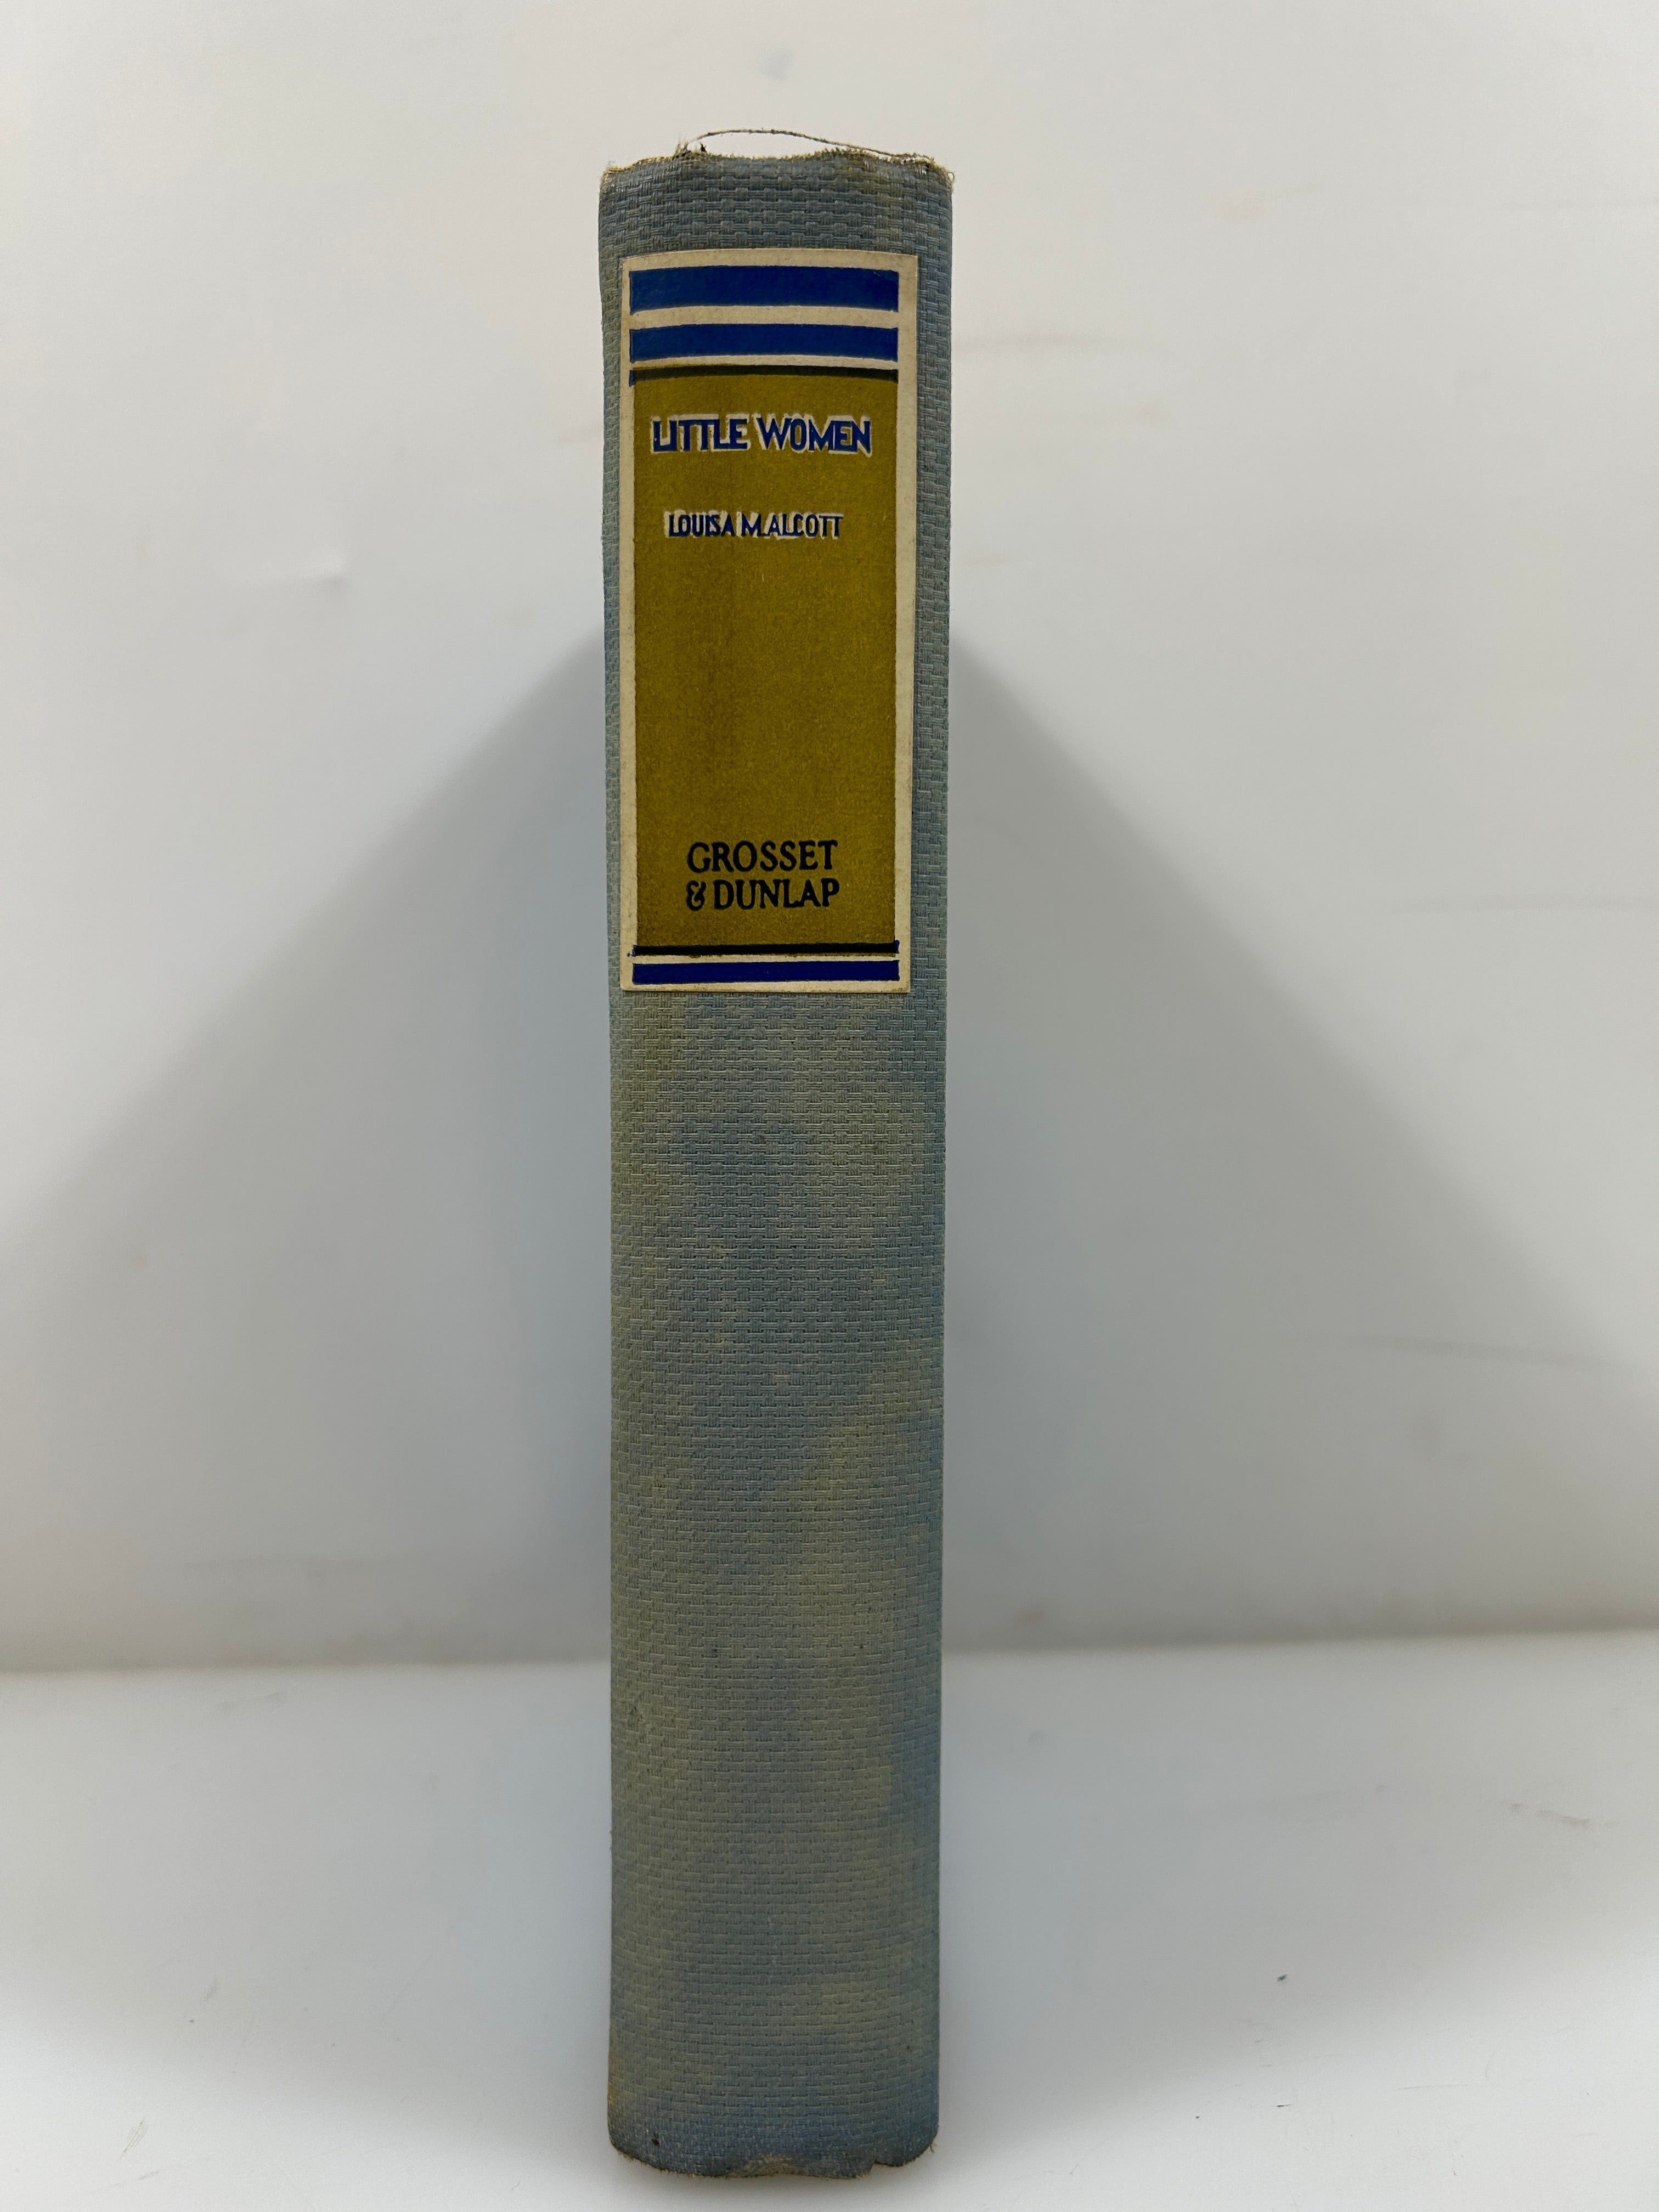 LITTLE WOMEN
LOUISA M. ALCOTT
GROSSET
& DUNLAP